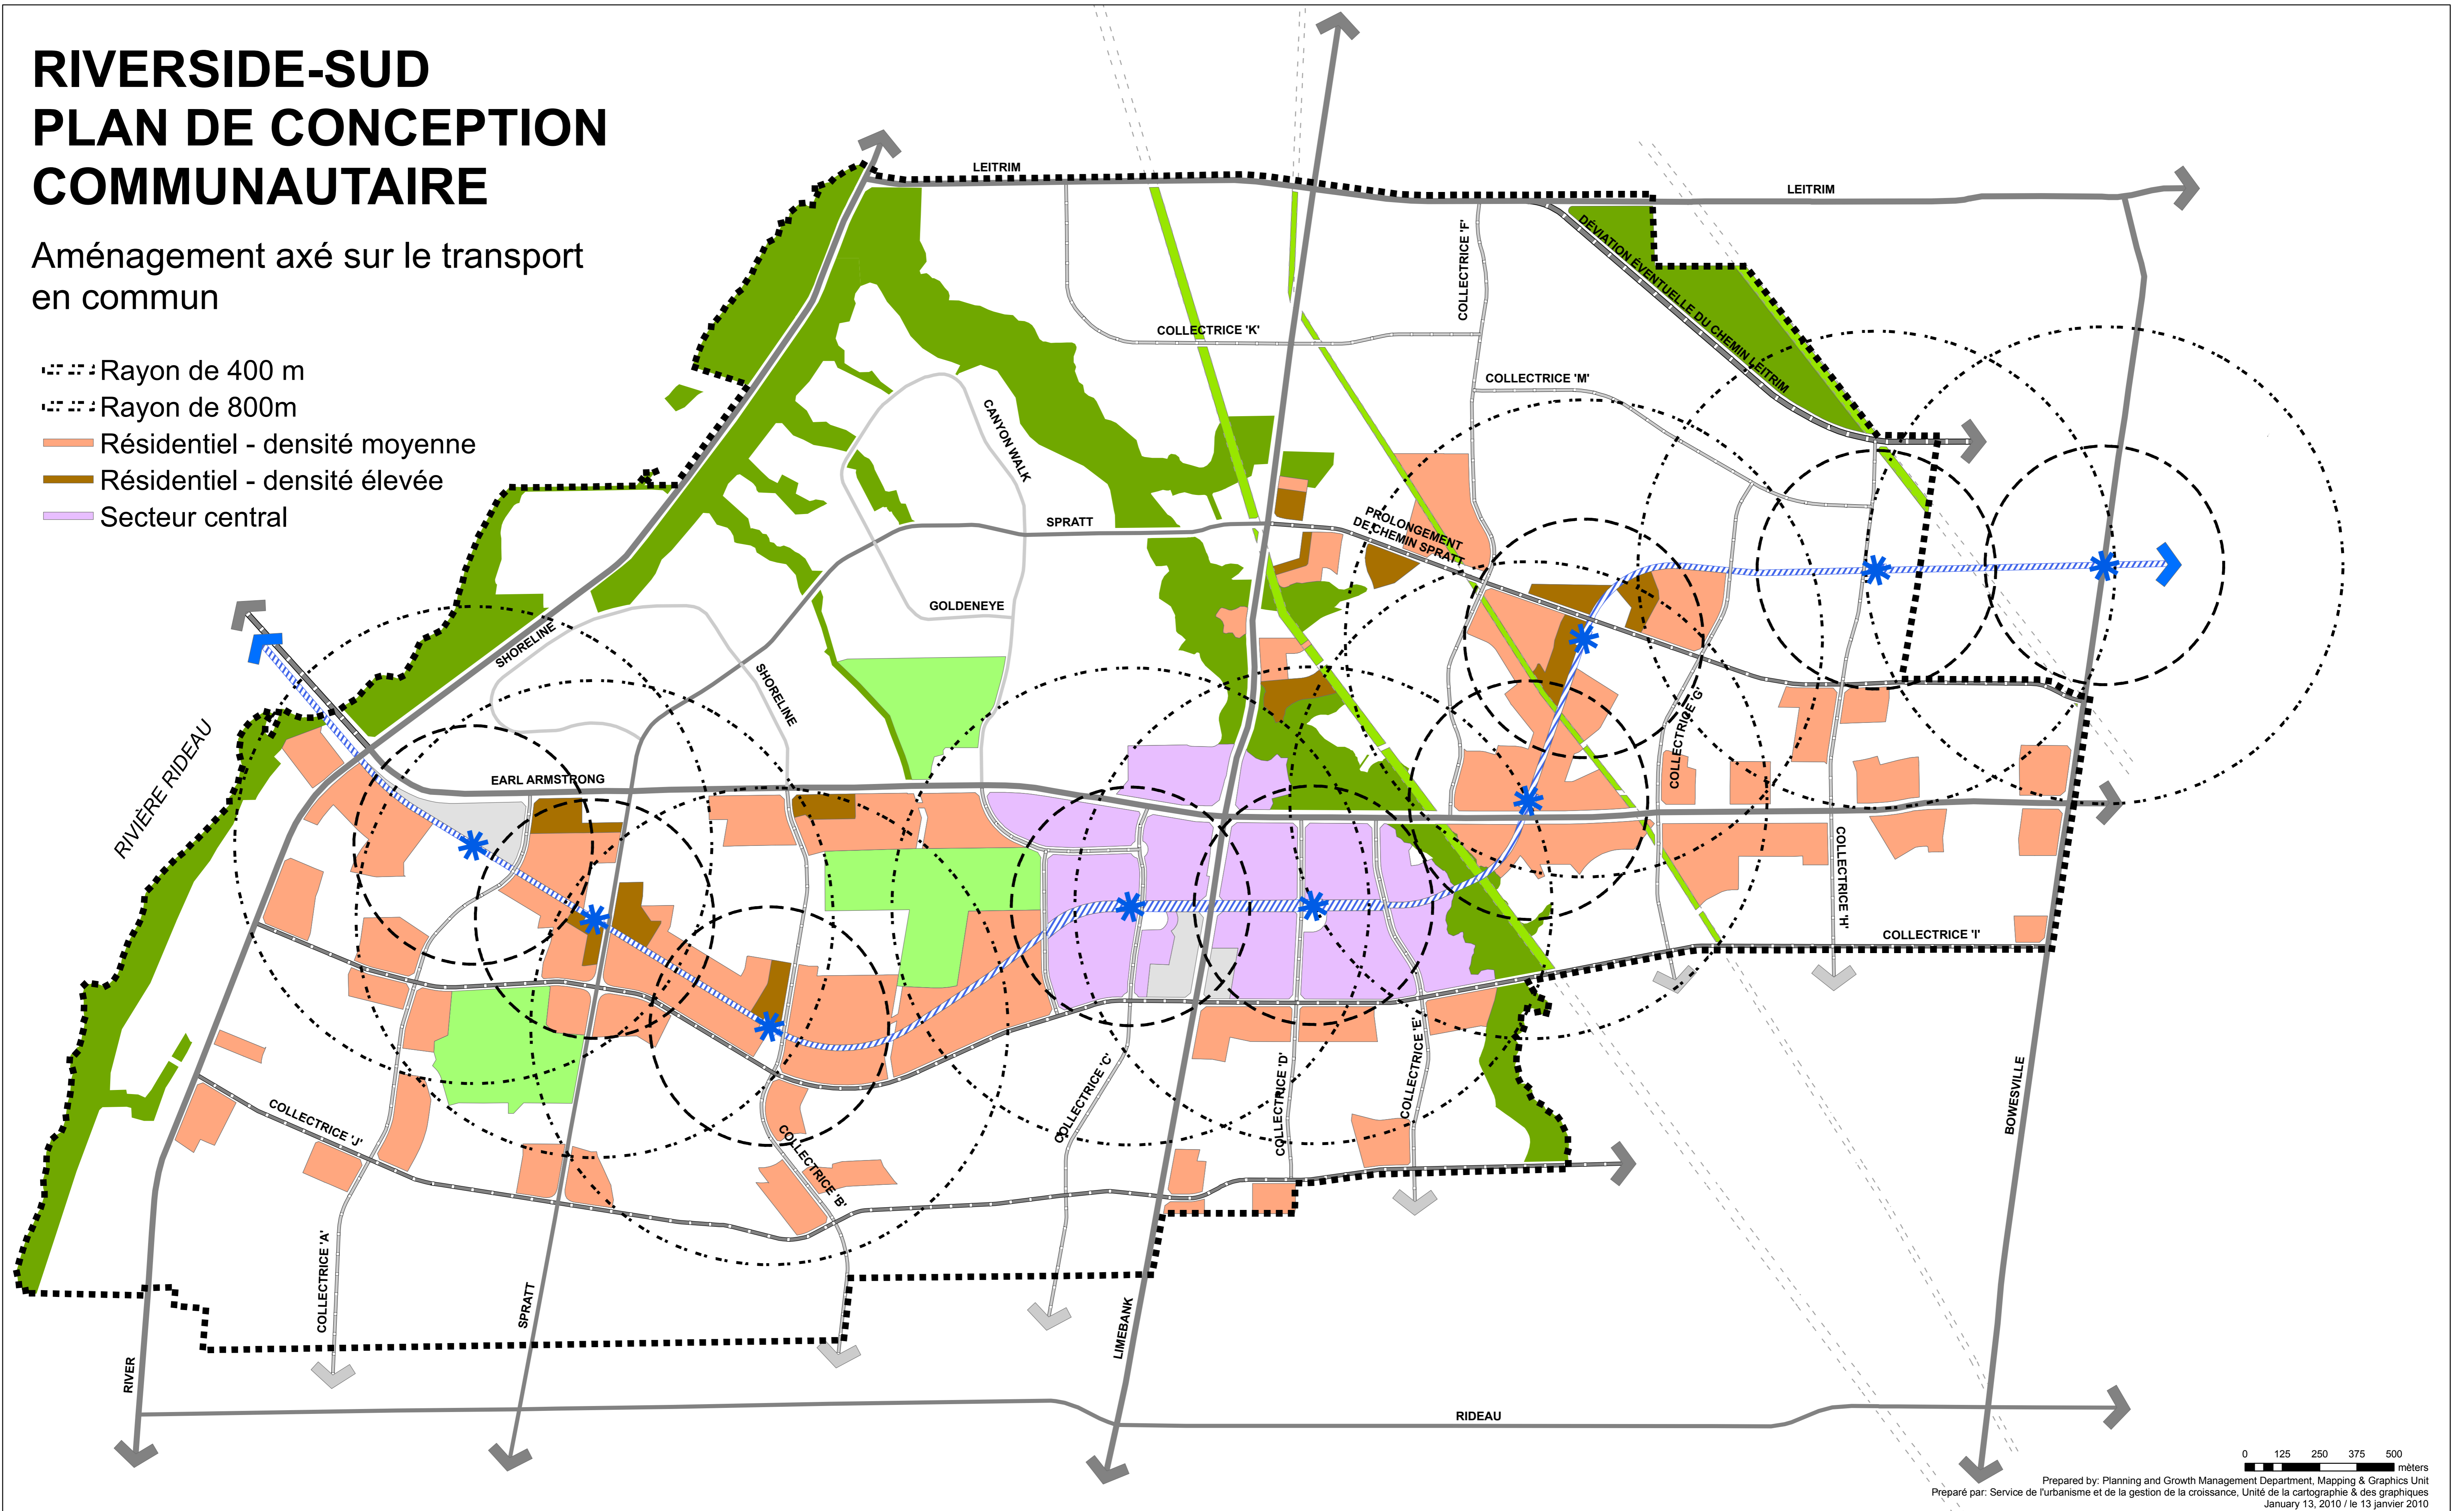 RIVERSIDE-SUD
PLAN DE CONCEPTION
COMMUNAUTAIRE
Aménagement axé sur le transport
en commun
Rayon de 400 m
Rayon de 800m
Résidentiel - densité moyenne
Résidentiel - densité élevée
Secteur central
LEITRIM
LEITRIM
DÉVIATION ÉVENTUELLE DU CHEMIN LEITRIM
COLLECTRICE 'F'
COLLECTRICE 'K'
COLLECTRICE 'M'
CANYON WALK
SPRATT
PROLONGEMENT
DE CHEMIN SPRATT
GOLDENEYE
SHORELINE
SHORELINE
RIVIÈRE RIDEAU
EARL ARMSTRONG
COLLECTRICE 'G'
COLLECTRICE 'H'
COLLECTRICE 'I'
COLLECTRICE 'J'
COLLECTRICE 'B'
COLLECTRICE 'C'
COLLECTRICE 'D'
COLLECTRICE 'E'
BOWESVILLE
COLLECTRICE 'A'
SPRATT
LIMEBANK
RIVER
RIDEAU
0 125 250 375 500
mèters
Prepared by: Planning and Growth Management Department, Mapping & Graphics Unit
Preparé par: Service de l'urbanisme et de la gestion de la croissance, Unité de la cartographie & des graphiques
January 13, 2010 / le 13 janvier 2010